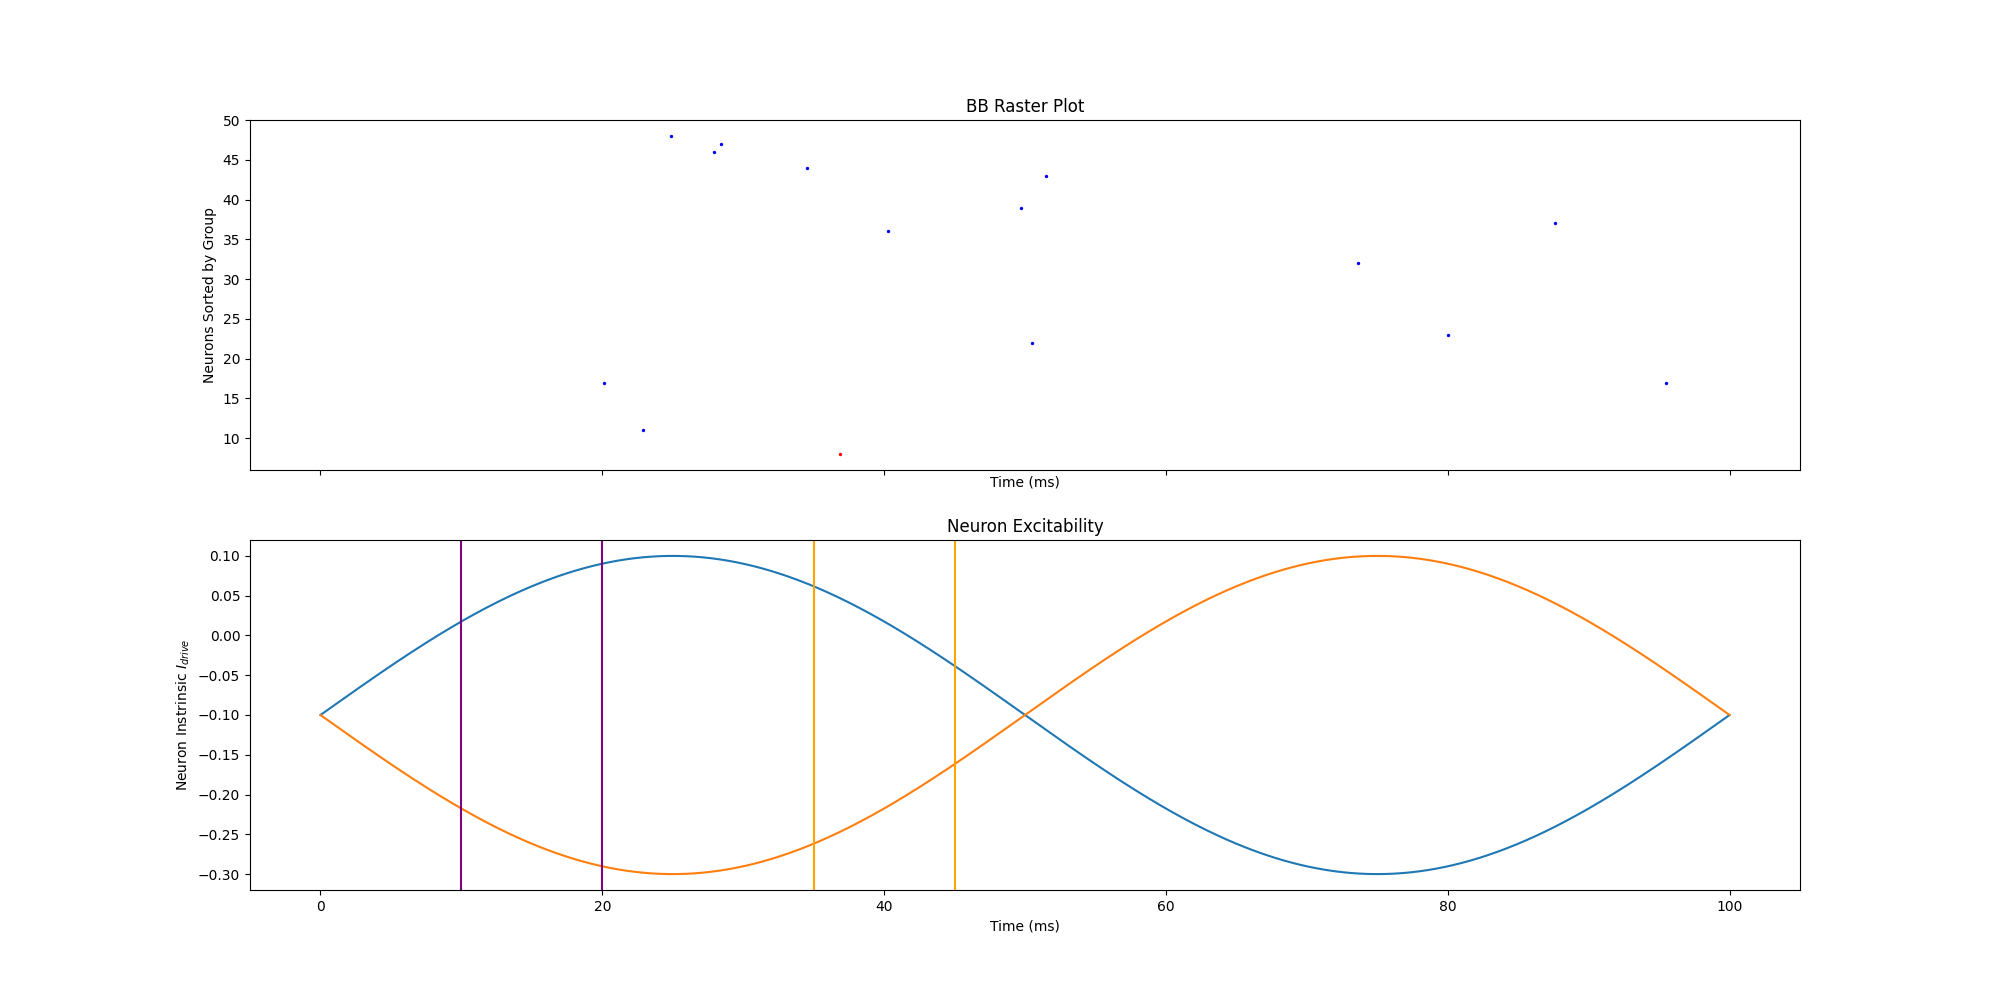 BB Raster Plot
50
45
40
35
30
25
20
15
10
Neurons Sorted by Group
Time (ms)
Neuron Excitability
0.10
0.05
0.00
−0.05
−0.10
−0.15
−0.20
−0.25
−0.30
Neuron Instrinsic I_drive
0 20 40 60 80 100
Time (ms)